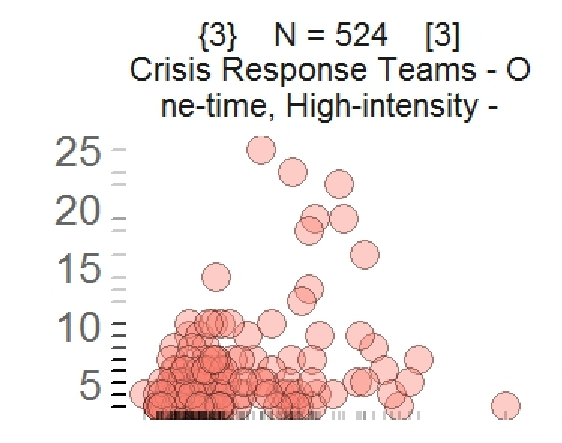 {3} N = 524 [3]
Crisis Response Teams - O
ne-time, High-intensity -
25
20
15
10
5